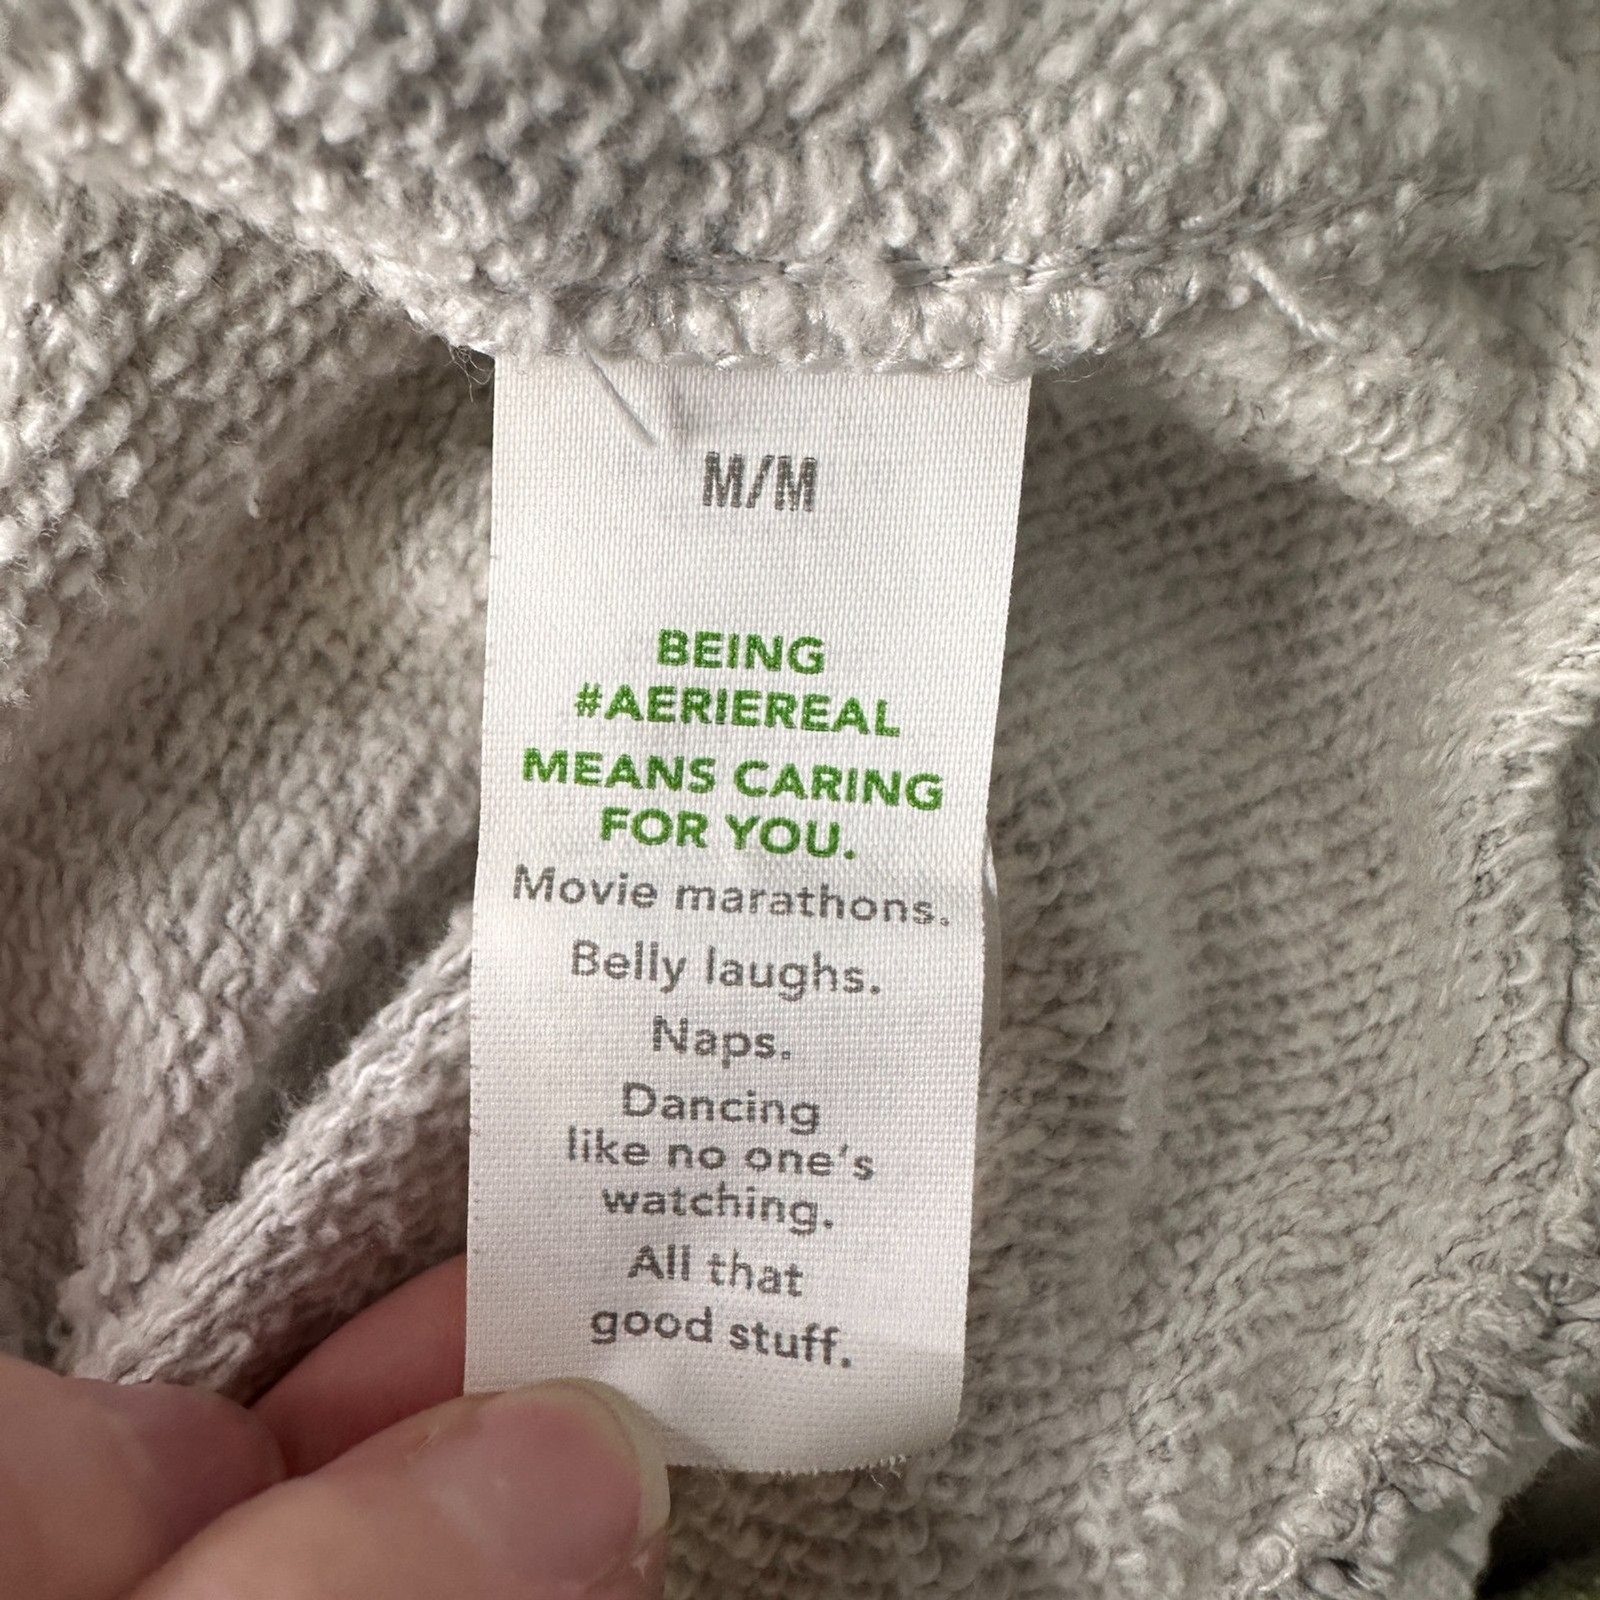 M/M
BEING
#AERIEREAL
MEANS CARING
FOR YOU.
Movie marathons.
Belly laughs.
Naps.
Dancing
like no one's
watching.
All that
good stuff.